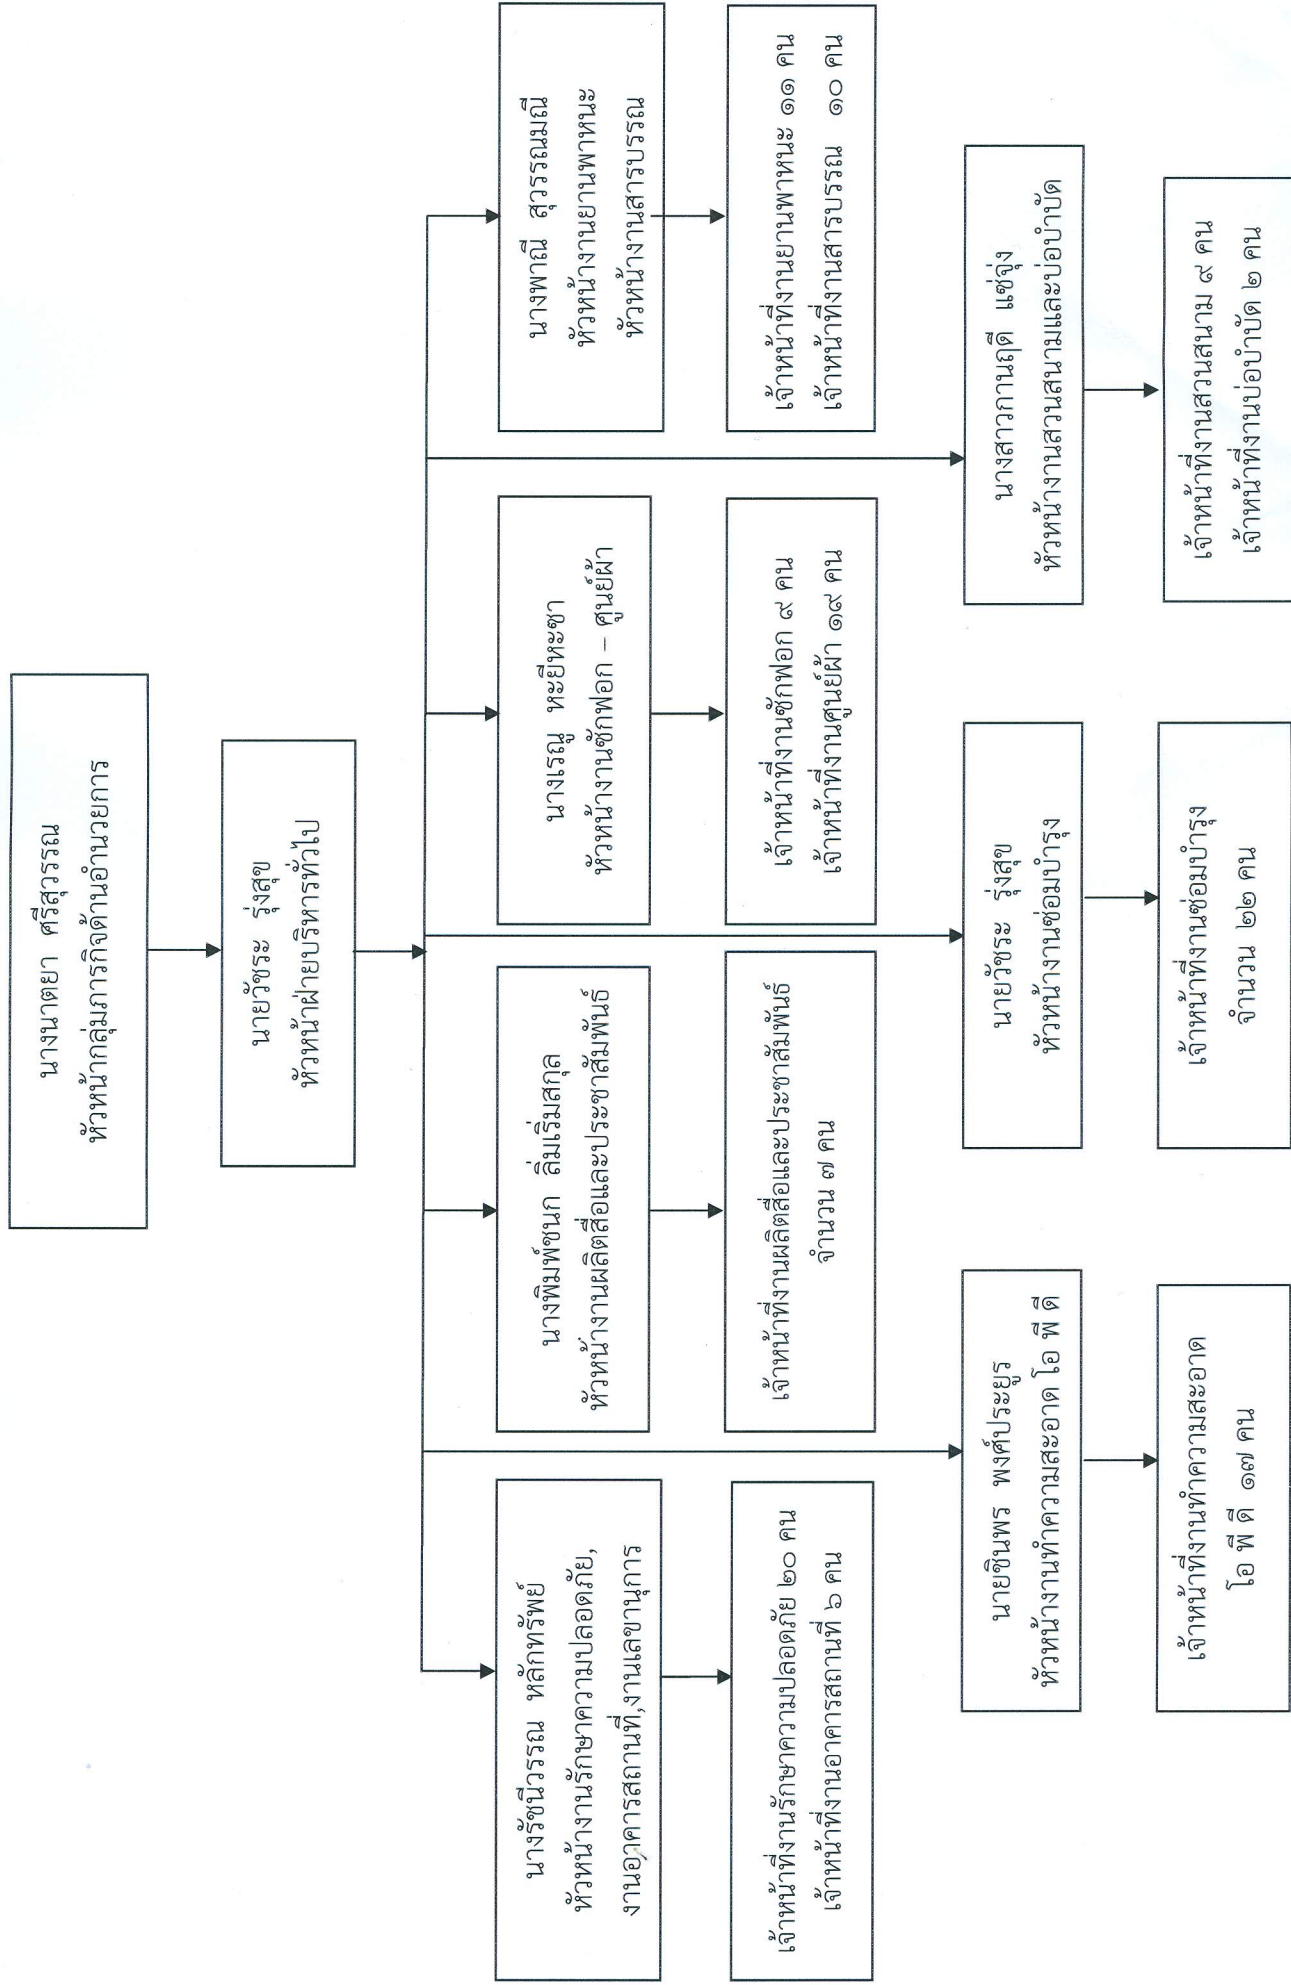 นางนาตยา ศรีสุวรรณ
หัวหน้ากลุ่มภารกิจด้านอำนวยการ
นายวัชระ รุ่งสุข
หัวหน้าฝ่ายบริหารทั่วไป
นางรัชนีวรรณ หลักทรัพย์
หัวหน้างานรักษาความปลอดภัย,
งานอาคารสถานที่,งานเลขานุการ
นางพิมพ์ชนก ลิ่มเริ่มสกุล
หัวหน้างานผลิตสื่อและประชาสัมพันธ์
นางเรณู หะยีหะซา
หัวหน้างานซักฟอก – ศูนย์ผ้า
นางพาณี สุวรรณมณี
หัวหน้างานยานพาหนะ
หัวหน้างานสารบรรณ
เจ้าหน้าที่งานรักษาความปลอดภัย ๒๐ คน
เจ้าหน้าที่งานอาคารสถานที่ ๖ คน
เจ้าหน้าที่งานผลิตสื่อและประชาสัมพันธ์
จำนวน ๗ คน
เจ้าหน้าที่งานซักฟอก ๙ คน
เจ้าหน้าที่งานศูนย์ผ้า ๑๙ คน
เจ้าหน้าที่งานยานพาหนะ ๑๑ คน
เจ้าหน้าที่งานสารบรรณ ๑๐ คน
นายชินพร พงศ์ประยูร
หัวหน้างานทำความสะอาด โอ พี ดี
นายวัชระ รุ่งสุข
หัวหน้างานซ่อมบำรุง
นางสาวกานฤดี แซ่จุ่ง
หัวหน้างานสวนสนามและบ่อบำบัด
เจ้าหน้าที่งานทำความสะอาด
โอ พี ดี ๑๗ คน
เจ้าหน้าที่งานซ่อมบำรุง
จำนวน ๒๒ คน
เจ้าหน้าที่งานสวนสนาม ๙ คน
เจ้าหน้าที่งานบ่อบำบัด ๒ คน